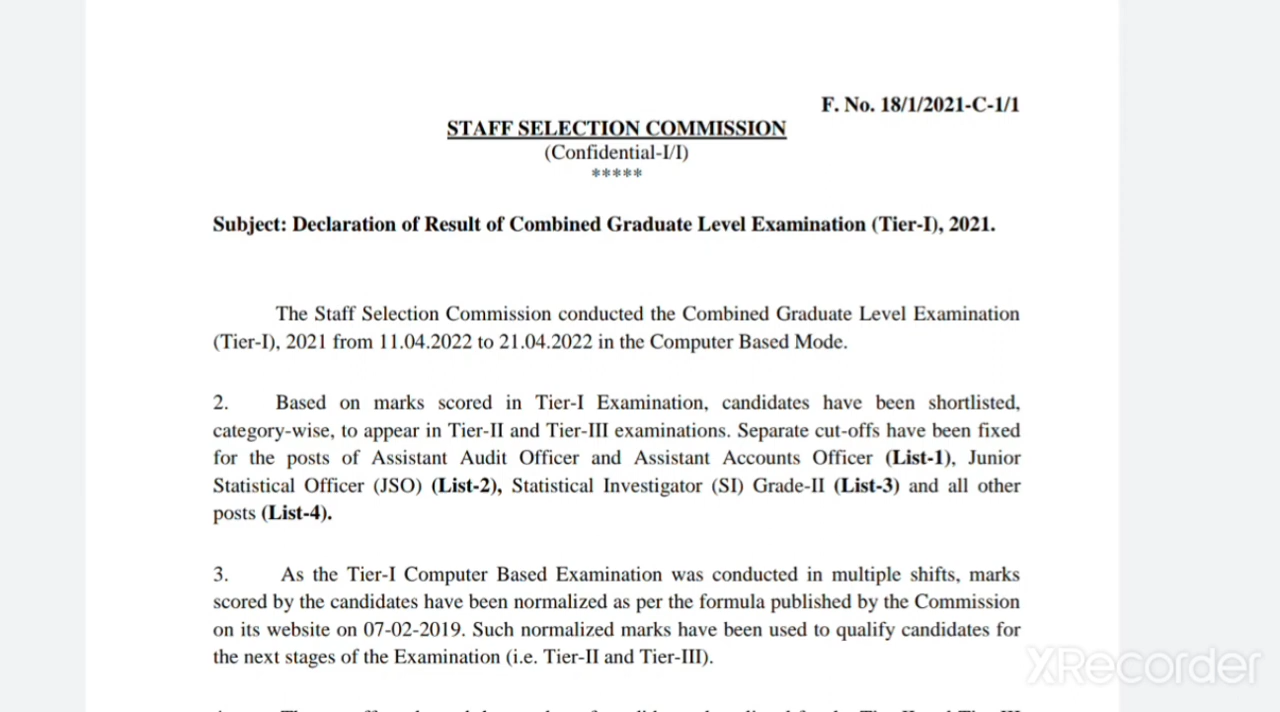 F. No. 18/1/2021-C-1/1
STAFF SELECTION COMMISSION
(Confidential-I/I)
*****
Subject: Declaration of Result of Combined Graduate Level Examination (Tier-I), 2021.
The Staff Selection Commission conducted the Combined Graduate Level Examination
(Tier-I), 2021 from 11.04.2022 to 21.04.2022 in the Computer Based Mode.
2. Based on marks scored in Tier-I Examination, candidates have been shortlisted,
category-wise, to appear in Tier-II and Tier-III examinations. Separate cut-offs have been fixed
for the posts of Assistant Audit Officer and Assistant Accounts Officer (List-1), Junior
Statistical Officer (JSO) (List-2), Statistical Investigator (SI) Grade-II (List-3) and all other
posts (List-4).
3. As the Tier-I Computer Based Examination was conducted in multiple shifts, marks
scored by the candidates have been normalized as per the formula published by the Commission
on its website on 07-02-2019. Such normalized marks have been used to qualify candidates for
the next stages of the Examination (i.e. Tier-II and Tier-III).
XRecorder